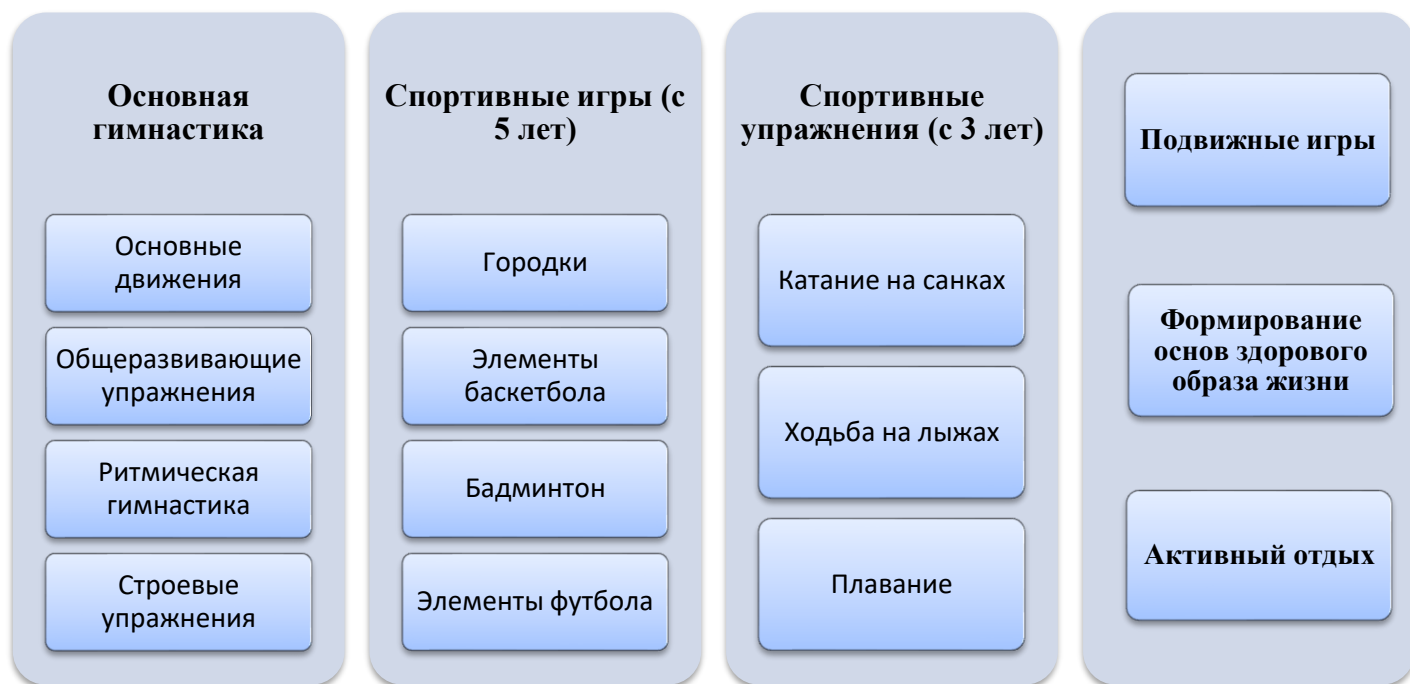 Основная
гимнастика
Основные
движения
Общеразвивающие
упражнения
Ритмическая
гимнастика
Строевые
упражнения
Спортивные игры (с
5 лет)
Городки
Элементы
баскетбола
Бадминтон
Элементы футбола
Спортивные
упражнения (с 3 лет)
Катание на санках
Ходьба на лыжах
Плавание
Подвижные игры
Формирование
основ здорового
образа жизни
Активный отдых